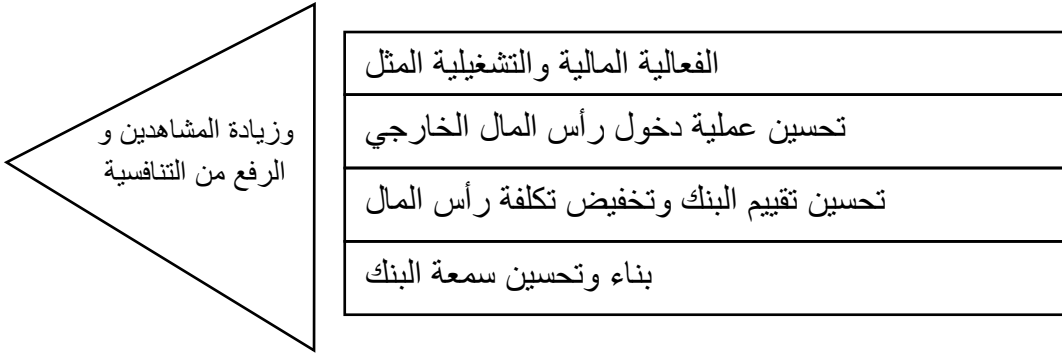 الفعالية المالية والتشغيلية المثل
تحسين عملية دخول رأس المال الخارجي
تحسين تقييم البنك وتخفيض تكلفة رأس المال
بناء وتحسين سمعة البنك
وزيادة المشاهدين و
الرفع من التنافسية